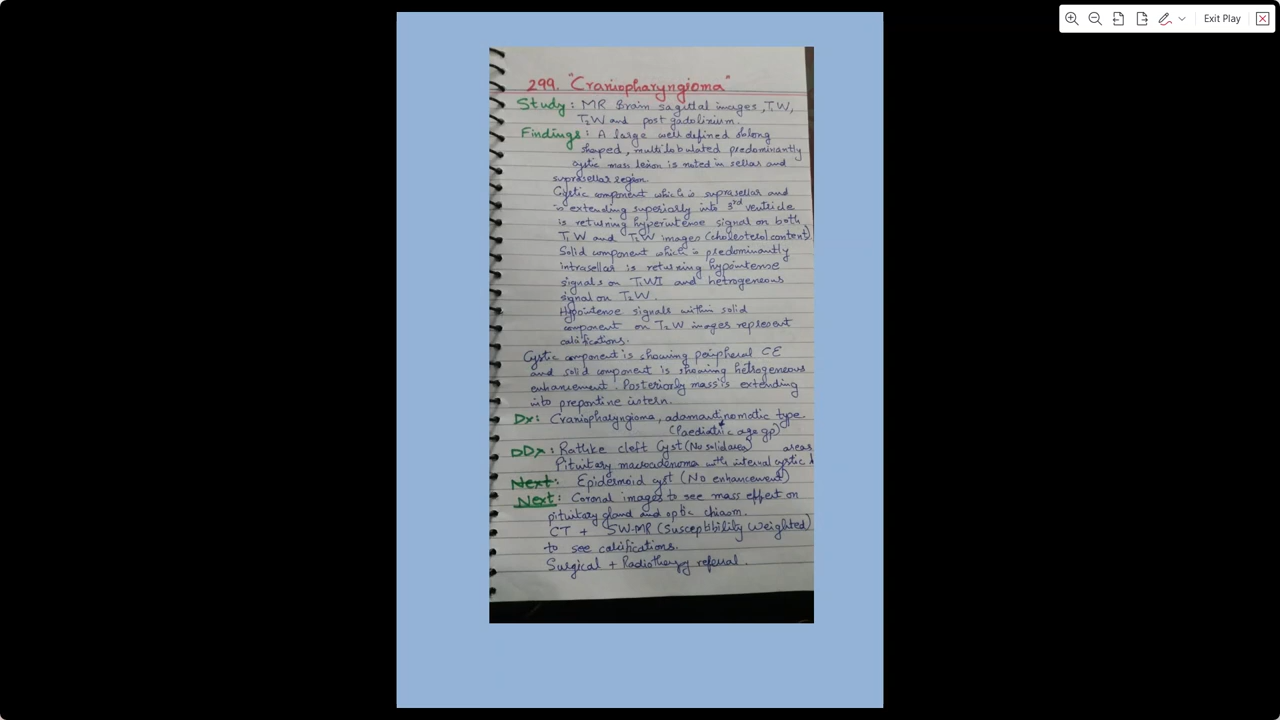 Exit Play
299. "Craniopharyngioma"
Study: MR Brain sagittal images, T1W,
T2W and post gadolinium.
Findings: A large well defined oblong
shaped, multilobulated predominantly
cystic mass lesion is noted in sellar and
suprasellar region.
Cystic component which is suprasellar and
is extending superiorly into 3rd ventricle
is returning hyperintense signal on both
T1W and T2W images (cholesterol content)
Solid component which is predominantly
intrasellar is returning hypointense
signals on T1WI and hetrogeneous
signal on T2W.
Hypointense signals within solid
component on T2W images represent
calcifications.
Cystic component is showing peripheral CE
and solid component is showing hetrogeneous
enhancement. Posteriorly mass is extending
into prepontine cistern.
Dx: Craniopharyngioma, adamantinomatic type.
(Paediatric age gp)
DDx: Rathke cleft Cyst (No solid area) areas
Pituitary macroadenoma with internal cystic
Next: Epidermoid cyst (No enhancement)
Next: Coronal images to see mass effect on
pituitary gland and optic chiasm.
CT + SW-MR (Susceptibility Weighted)
to see calcifications.
Surgical + Radiotherapy referral.